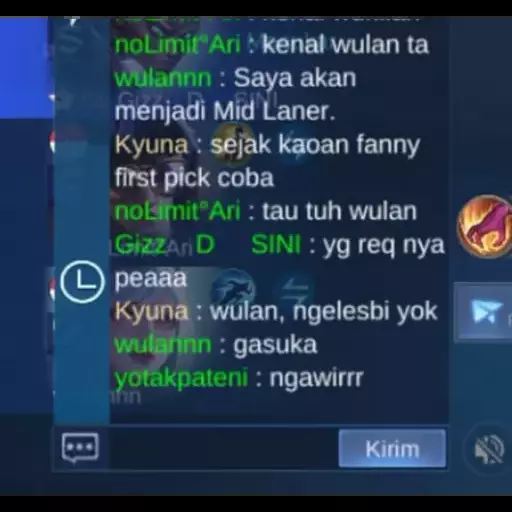 noLimit°Ari : kenal wulan ta
wulannn : Saya akan
menjadi Mid Laner.
Kyuna : sejak kaoan fanny
first pick coba
noLimit°Ari : tau tuh wulan
Gizz D SINI : yg req nya
peaaa
Kyuna : wulan, ngelesbi yok
wulannn : gasuka
yotakpateni : ngawirrr
Kirim